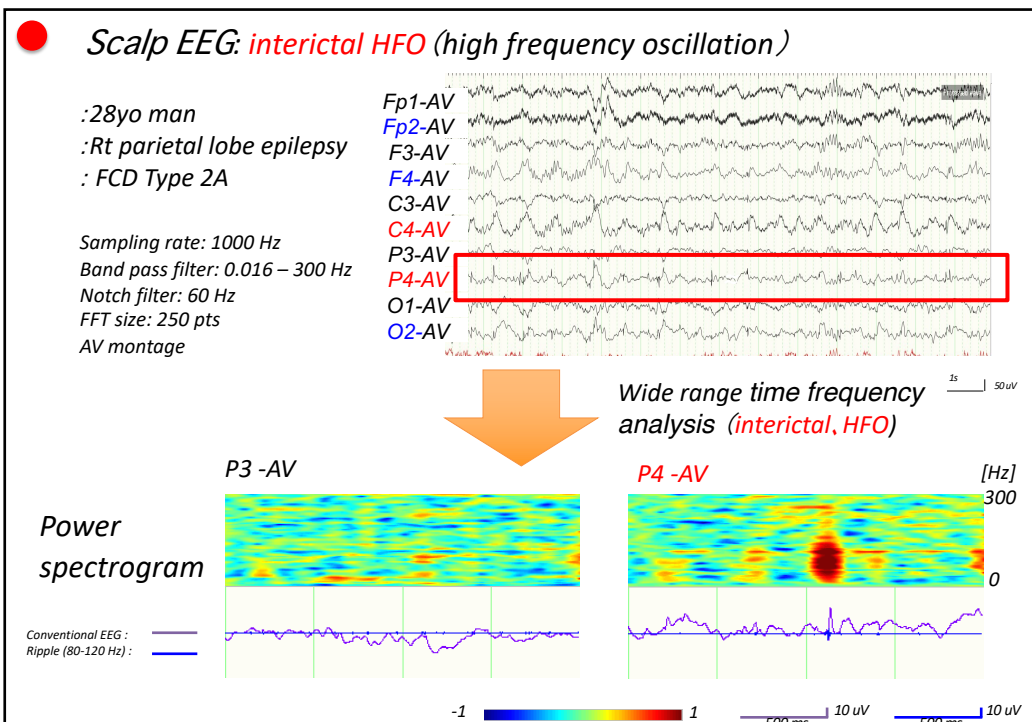 Scalp EEG: interictal HFO (high frequency oscillation)
:28yo man
:Rt parietal lobe epilepsy
: FCD Type 2A
Sampling rate: 1000 Hz
Band pass filter: 0.016 – 300 Hz
Notch filter: 60 Hz
FFT size: 250 pts
AV montage
Fp1-AV
Fp2-AV
F3-AV
F4-AV
C3-AV
C4-AV
P3-AV
P4-AV
O1-AV
O2-AV
1s
50 uV
Wide range time frequency
analysis (interictal、HFO)
P3 -AV
P4 -AV
[Hz]
300
0
Power
spectrogram
Conventional EEG :
Ripple (80-120 Hz) :
-1
1
10 uV
500 ms
10 uV
500 ms